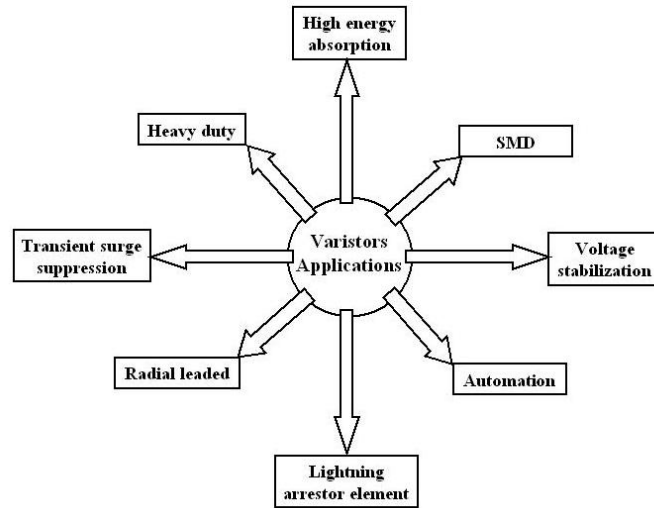 High energy
absorption
Heavy duty
SMD
Varistors
Applications
Transient surge
suppression
Voltage
stabilization
Radial leaded
Automation
Lightning
arrestor element